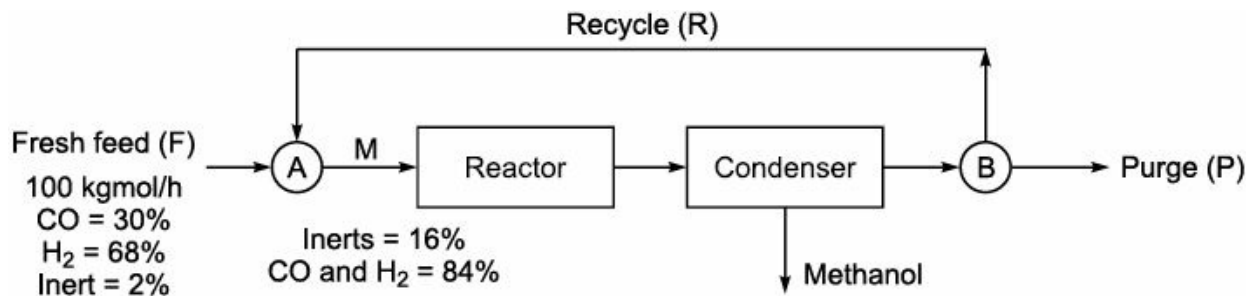 Recycle (R)
Fresh feed (F)
100 kgmol/h
CO = 30%
H₂ = 68%
Inert = 2%
A
M
Reactor
Inerts = 16%
CO and H₂ = 84%
Condenser
Methanol
B
Purge (P)